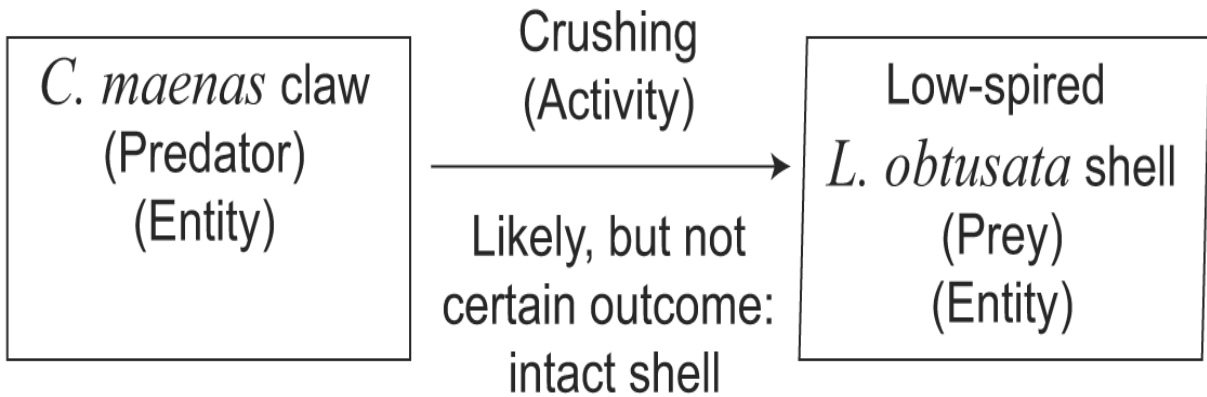 C. maenas claw
(Predator)
(Entity)
Crushing
(Activity)
Likely, but not
certain outcome:
intact shell
Low-spired
L. obtusata shell
(Prey)
(Entity)